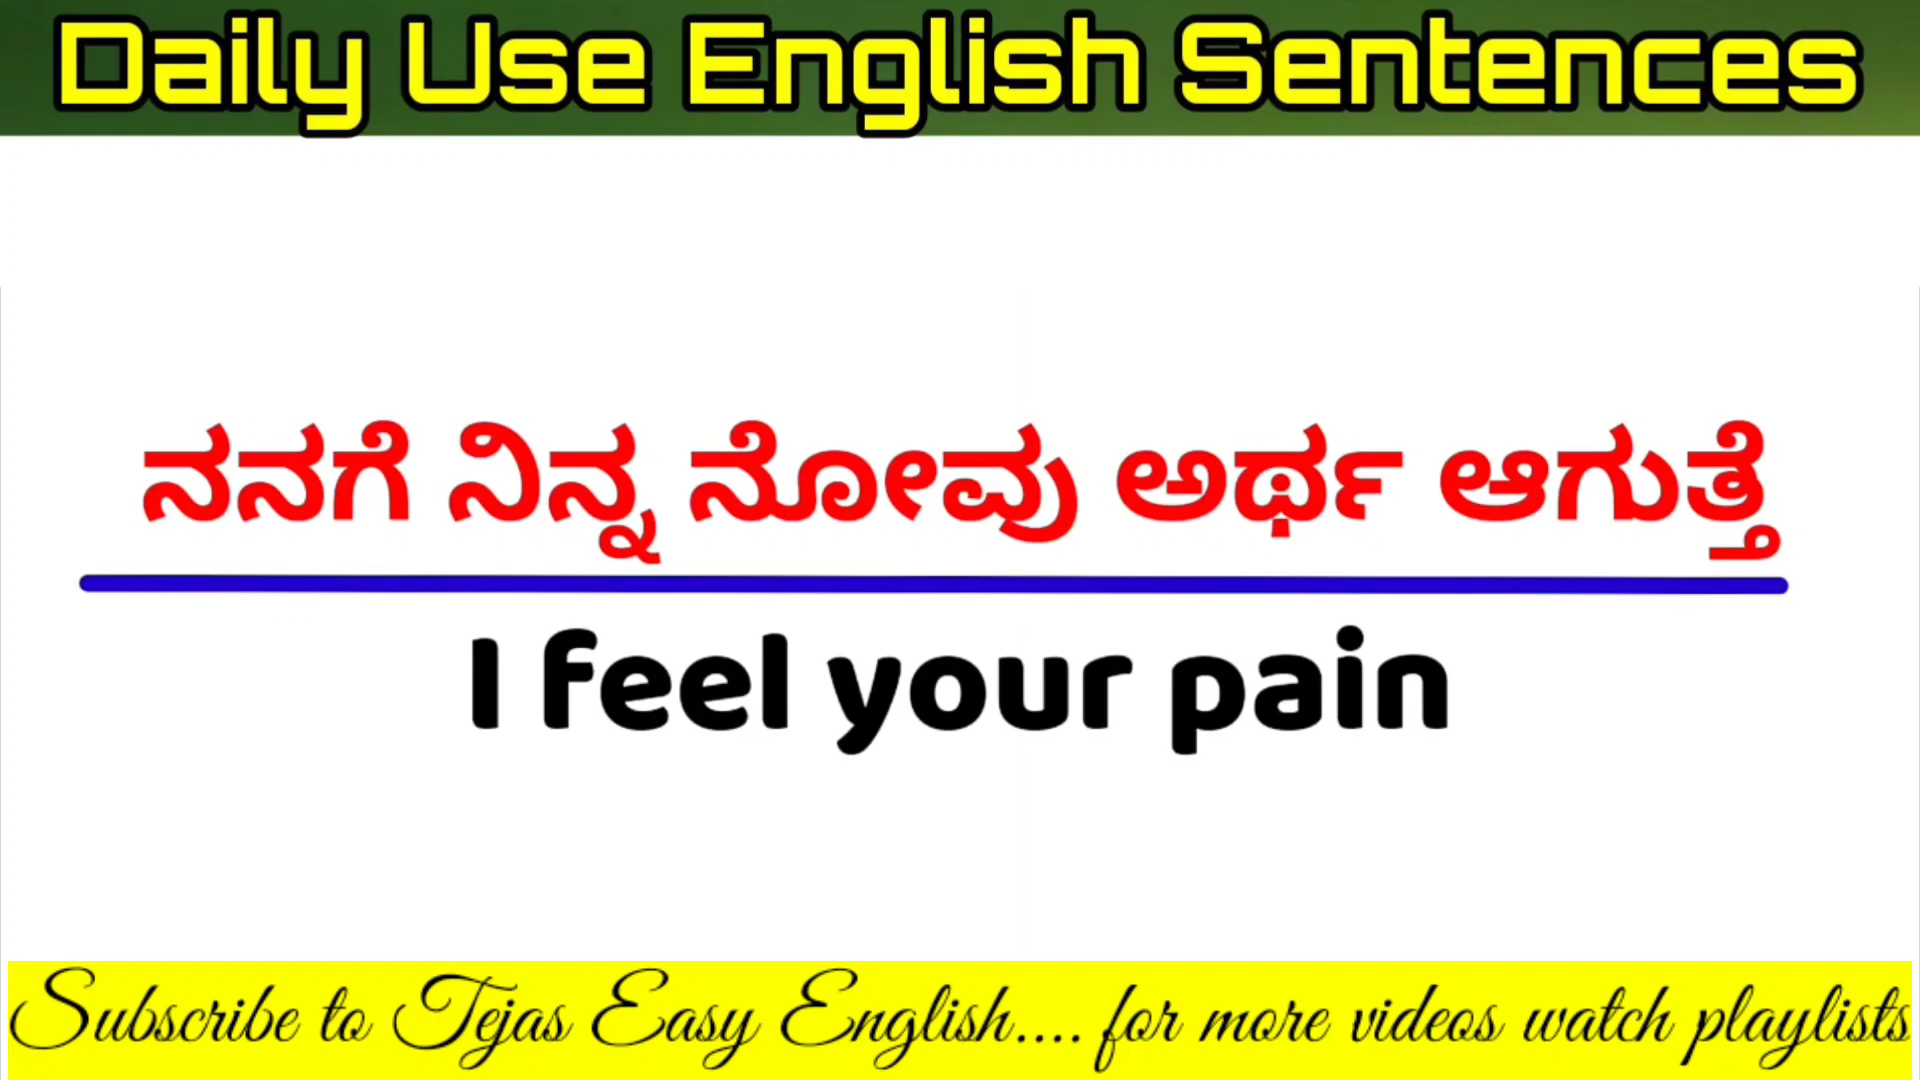 Daily Use English Sentences
ನನಗೆ ನಿನ್ನ ನೋವು ಅರ್ಥ ಆಗುತ್ತೆ
I feel your pain
Subscribe to Tejas Easy English.... for more videos watch playlists